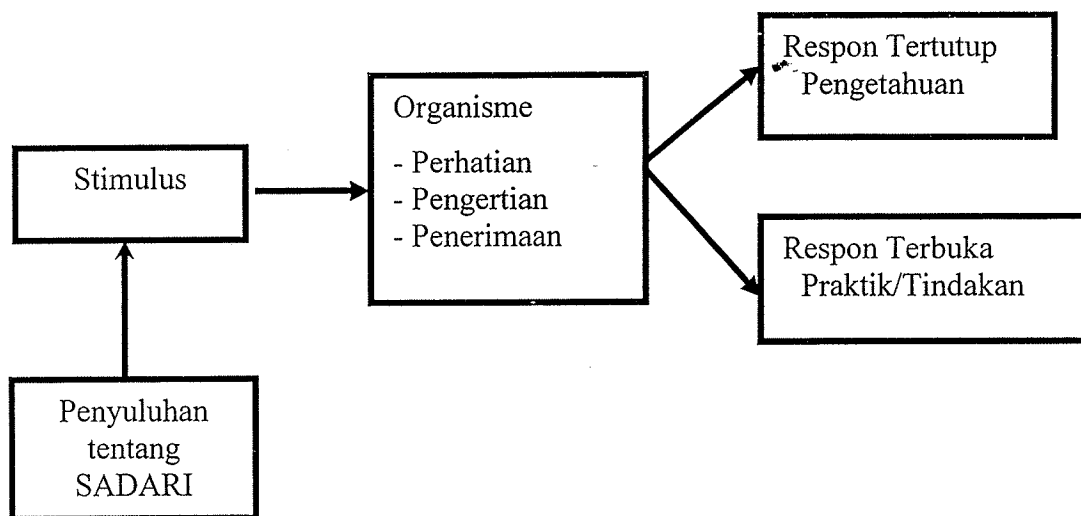 Stimulus
Penyuluhan
tentang
SADARI
Organisme
- Perhatian
- Pengertian
- Penerimaan
Respon Tertutup
Pengetahuan
Respon Terbuka
Praktik/Tindakan